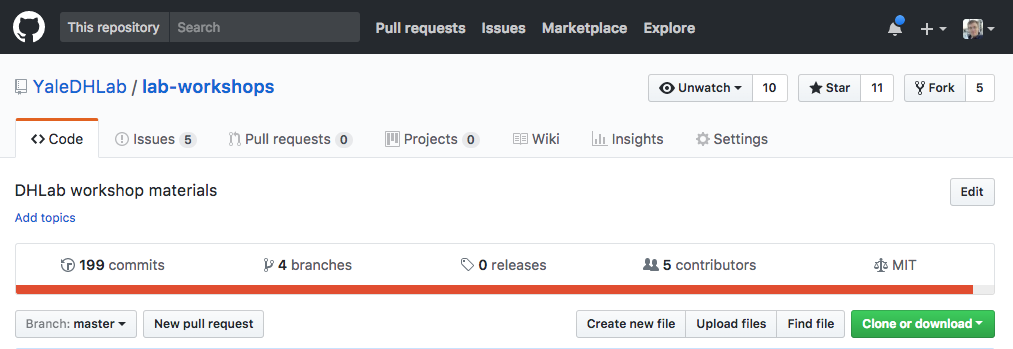 This repository Search Pull requests Issues Marketplace Explore
YaleDHLab / lab-workshops Unwatch 10 Star 11 Fork 5
Code Issues 5 Pull requests 0 Projects 0 Wiki Insights Settings
DHLab workshop materials Edit
Add topics
199 commits 4 branches 0 releases 5 contributors MIT
Branch: master New pull request Create new file Upload files Find file Clone or download